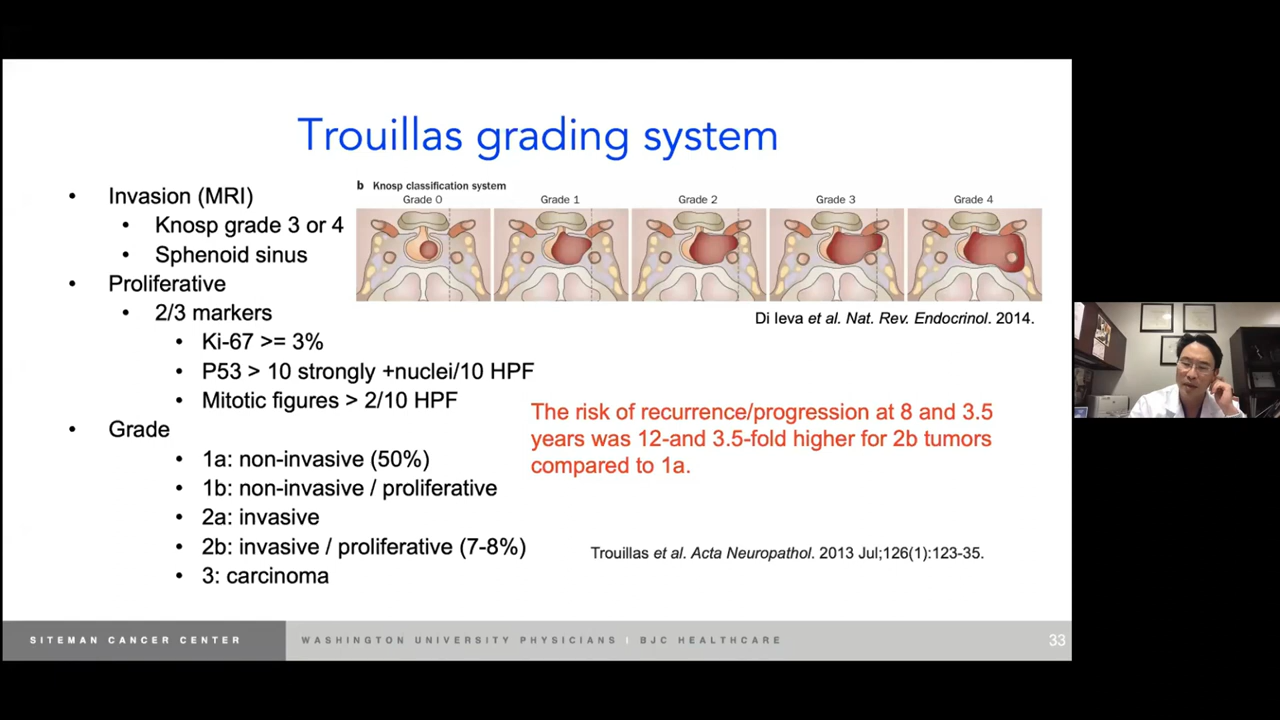 Trouillas grading system
• Invasion (MRI)
• Knosp grade 3 or 4
• Sphenoid sinus
• Proliferative
• 2/3 markers
• Ki-67 >= 3%
• P53 > 10 strongly +nuclei/10 HPF
• Mitotic figures > 2/10 HPF
• Grade
• 1a: non-invasive (50%)
• 1b: non-invasive / proliferative
• 2a: invasive
• 2b: invasive / proliferative (7-8%)
• 3: carcinoma
b Knosp classification system
Grade 0 Grade 1 Grade 2 Grade 3 Grade 4
Di Ieva et al. Nat. Rev. Endocrinol. 2014.
The risk of recurrence/progression at 8 and 3.5
years was 12-and 3.5-fold higher for 2b tumors
compared to 1a.
Trouillas et al. Acta Neuropathol. 2013 Jul;126(1):123-35.
SITEMAN CANCER CENTER
WASHINGTON UNIVERSITY PHYSICIANS | BJC HEALTHCARE
33